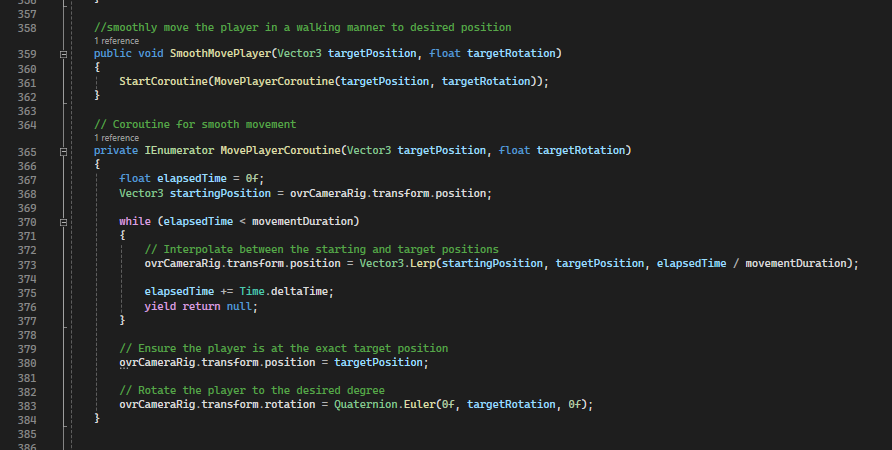 356 }
357
358 //smoothly move the player in a walking manner to desired position
1 reference
359 public void SmoothMovePlayer(Vector3 targetPosition, float targetRotation)
360 {
361 StartCoroutine(MovePlayerCoroutine(targetPosition, targetRotation));
362 }
363
364 // Coroutine for smooth movement
1 reference
365 private IEnumerator MovePlayerCoroutine(Vector3 targetPosition, float targetRotation)
366 {
367 float elapsedTime = 0f;
368 Vector3 startingPosition = ovrCameraRig.transform.position;
369
370 while (elapsedTime < movementDuration)
371 {
372 // Interpolate between the starting and target positions
373 ovrCameraRig.transform.position = Vector3.Lerp(startingPosition, targetPosition, elapsedTime / movementDuration);
374
375 elapsedTime += Time.deltaTime;
376 yield return null;
377 }
378
379 // Ensure the player is at the exact target position
380 ovrCameraRig.transform.position = targetPosition;
381
382 // Rotate the player to the desired degree
383 ovrCameraRig.transform.rotation = Quaternion.Euler(0f, targetRotation, 0f);
384 }
385
386